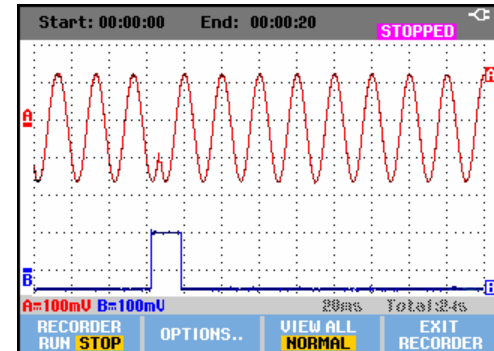 Start: 00:00:00 End: 00:00:20
STOPPED
A
A
B
B
A=100mV B=100mV 20ms Total:24s
RECORDER
RUN STOP
OPTIONS..
VIEW ALL
NORMAL
EXIT
RECORDER